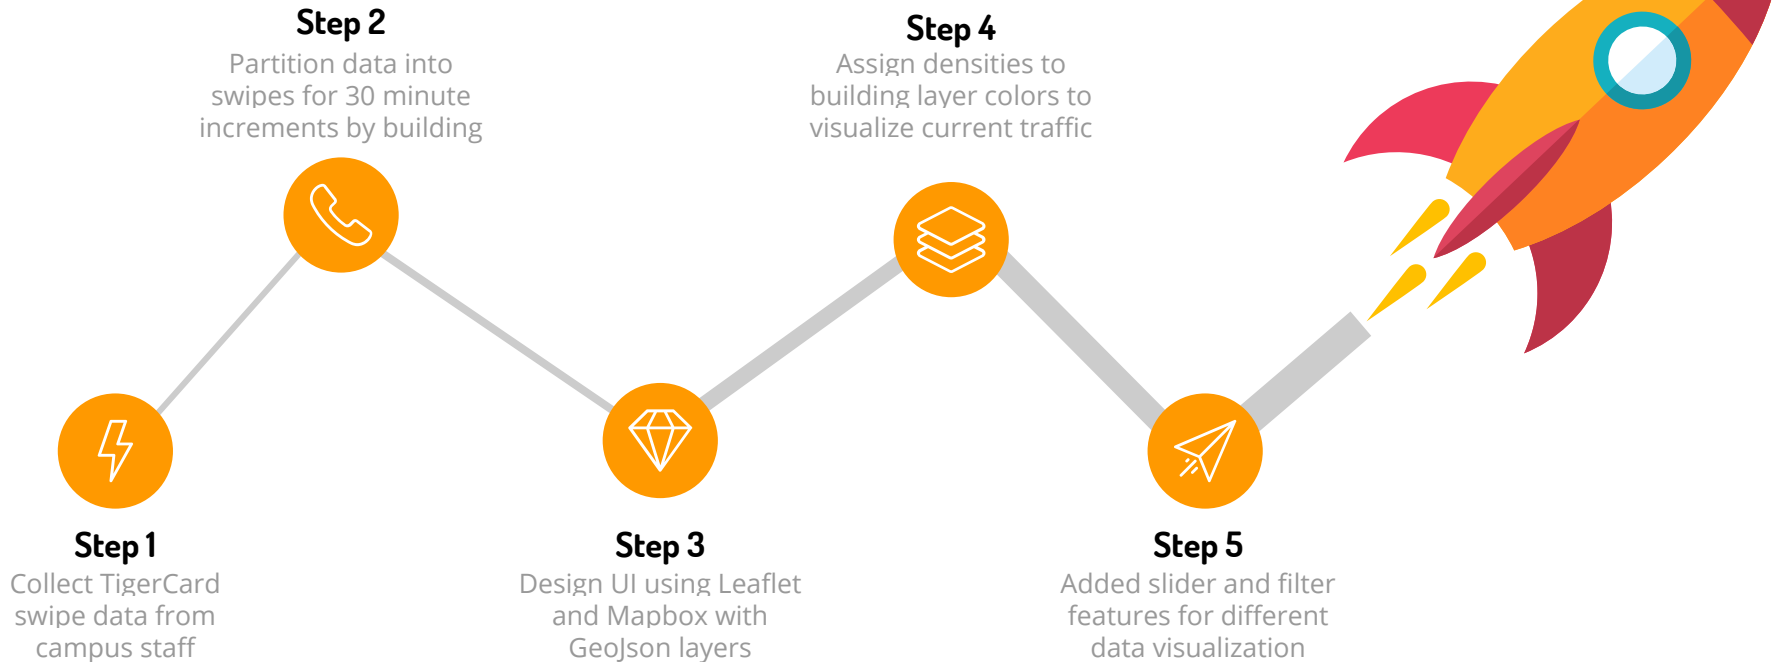 Step 1
Collect TigerCard
swipe data from
campus staff
Step 2
Partition data into
swipes for 30 minute
increments by building
Step 3
Design UI using Leaflet
and Mapbox with
GeoJson layers
Step 4
Assign densities to
building layer colors to
visualize current traffic
Step 5
Added slider and filter
features for different
data visualization